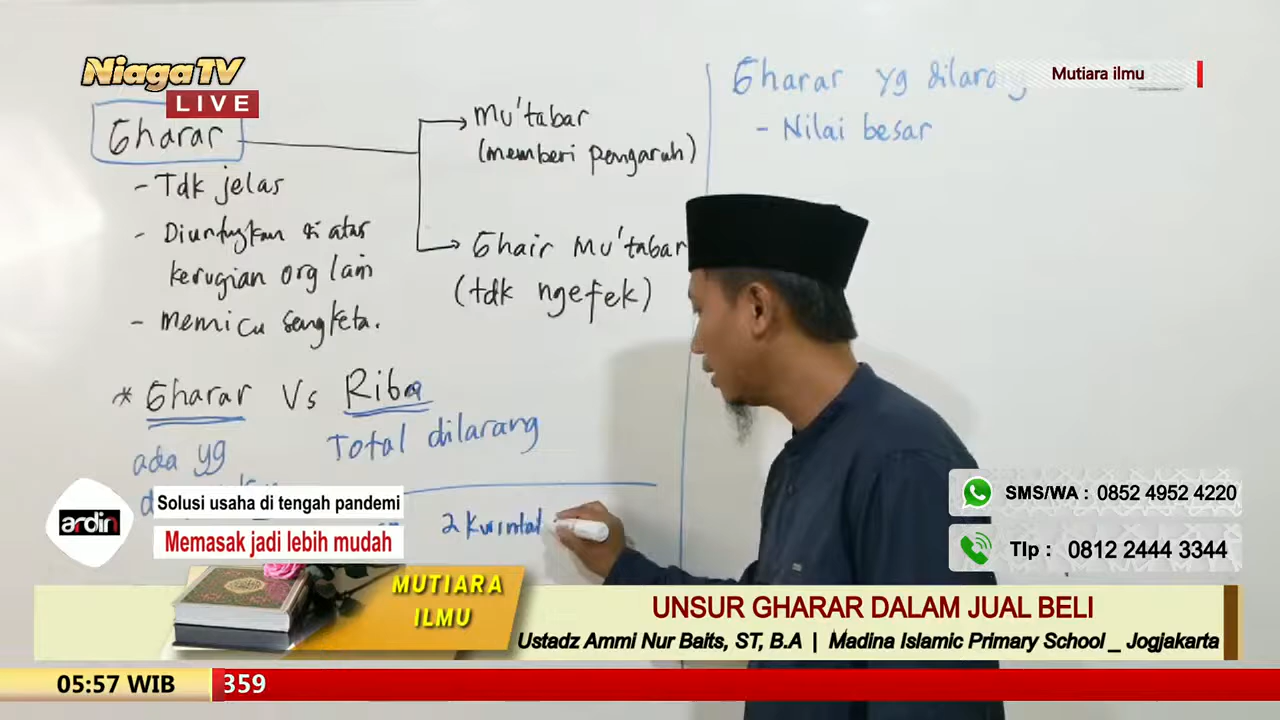 NiagaTV
LIVE
Mutiara ilmu
Gharar
- Tdk jelas
- Diuntungkan di atas
kerugian org lain
- Memicu sengketa.
mu'tabar
(memberi pengaruh)
Ghair mu'tabar
(tdk ngefek)
* Gharar Vs Riba
ada yg
Total dilarang
2 kwintal
Gharar yg dilarang
- Nilai besar
ardin
Solusi usaha di tengah pandemi
Memasak jadi lebih mudah
SMS/WA : 0852 4952 4220
Tlp : 0812 2444 3344
MUTIARA
ILMU
UNSUR GHARAR DALAM JUAL BELI
Ustadz Ammi Nur Baits, ST, B.A | Madina Islamic Primary School _ Jogjakarta
05:57 WIB
359